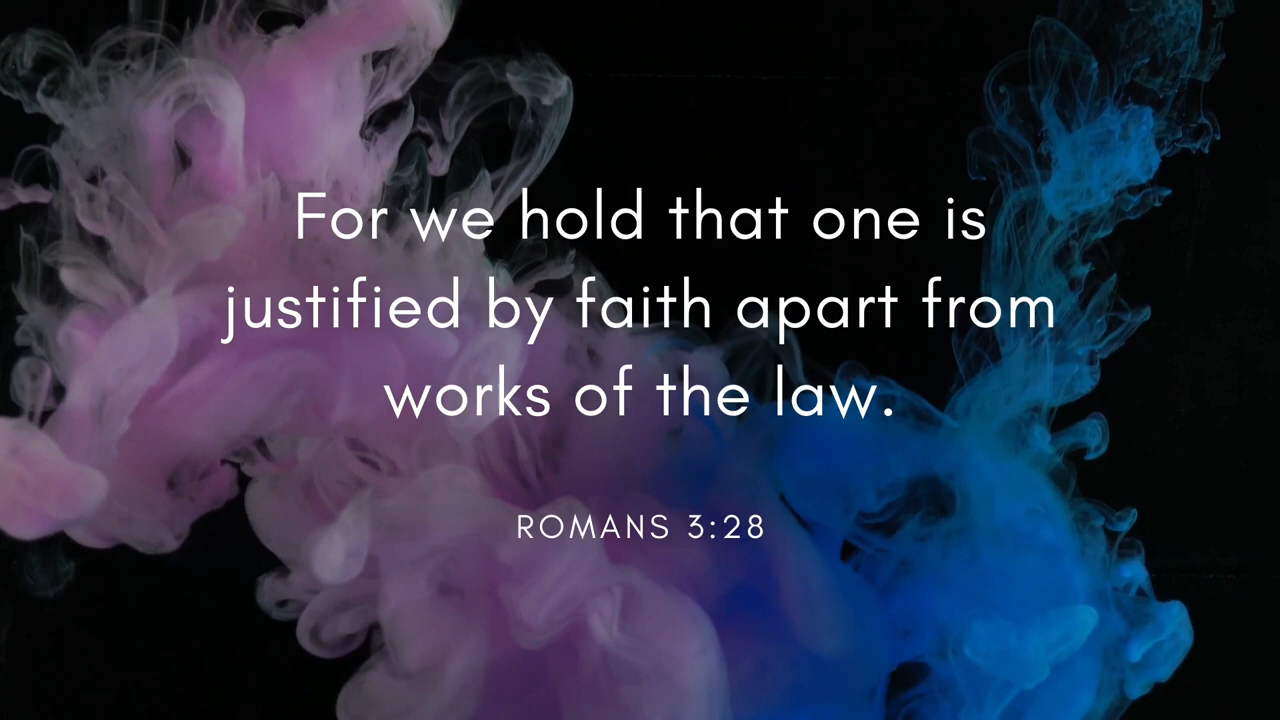 For we hold that one is
justified by faith apart from
works of the law.
ROMANS 3:28